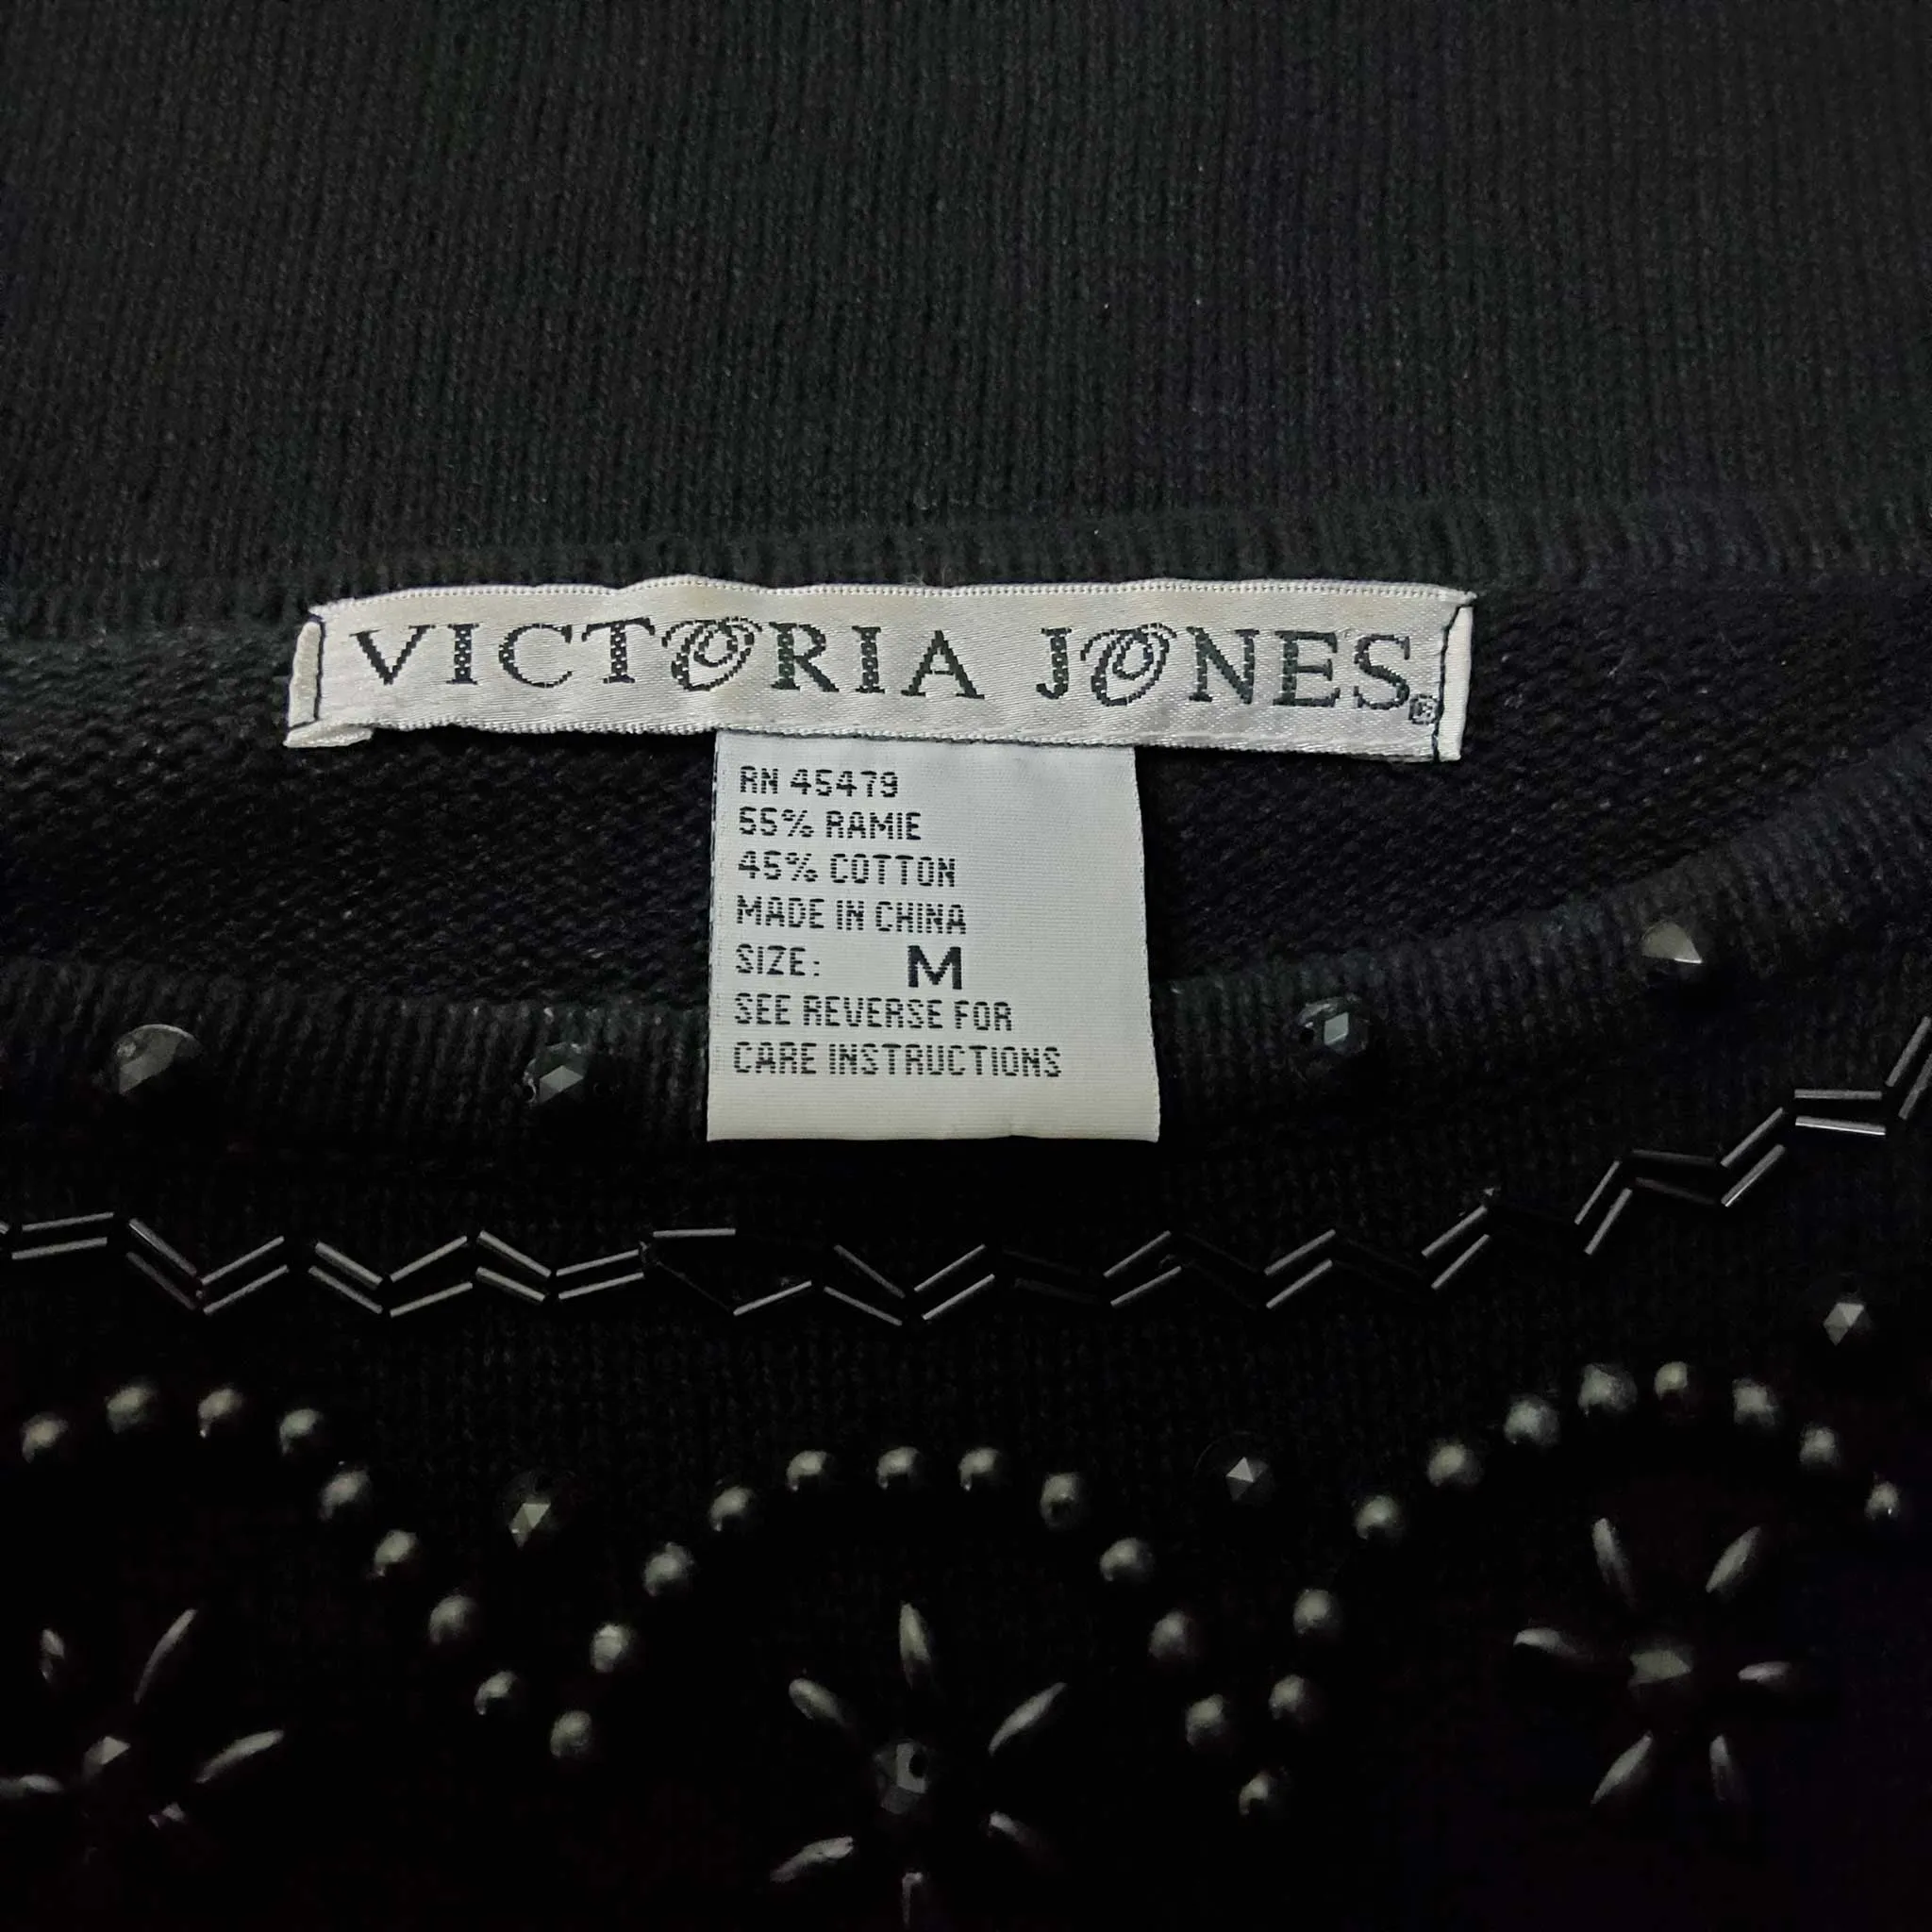 VICTORIA JONES®
RN 45479
55% RAMIE
45% COTTON
MADE IN CHINA
SIZE: M
SEE REVERSE FOR
CARE INSTRUCTIONS